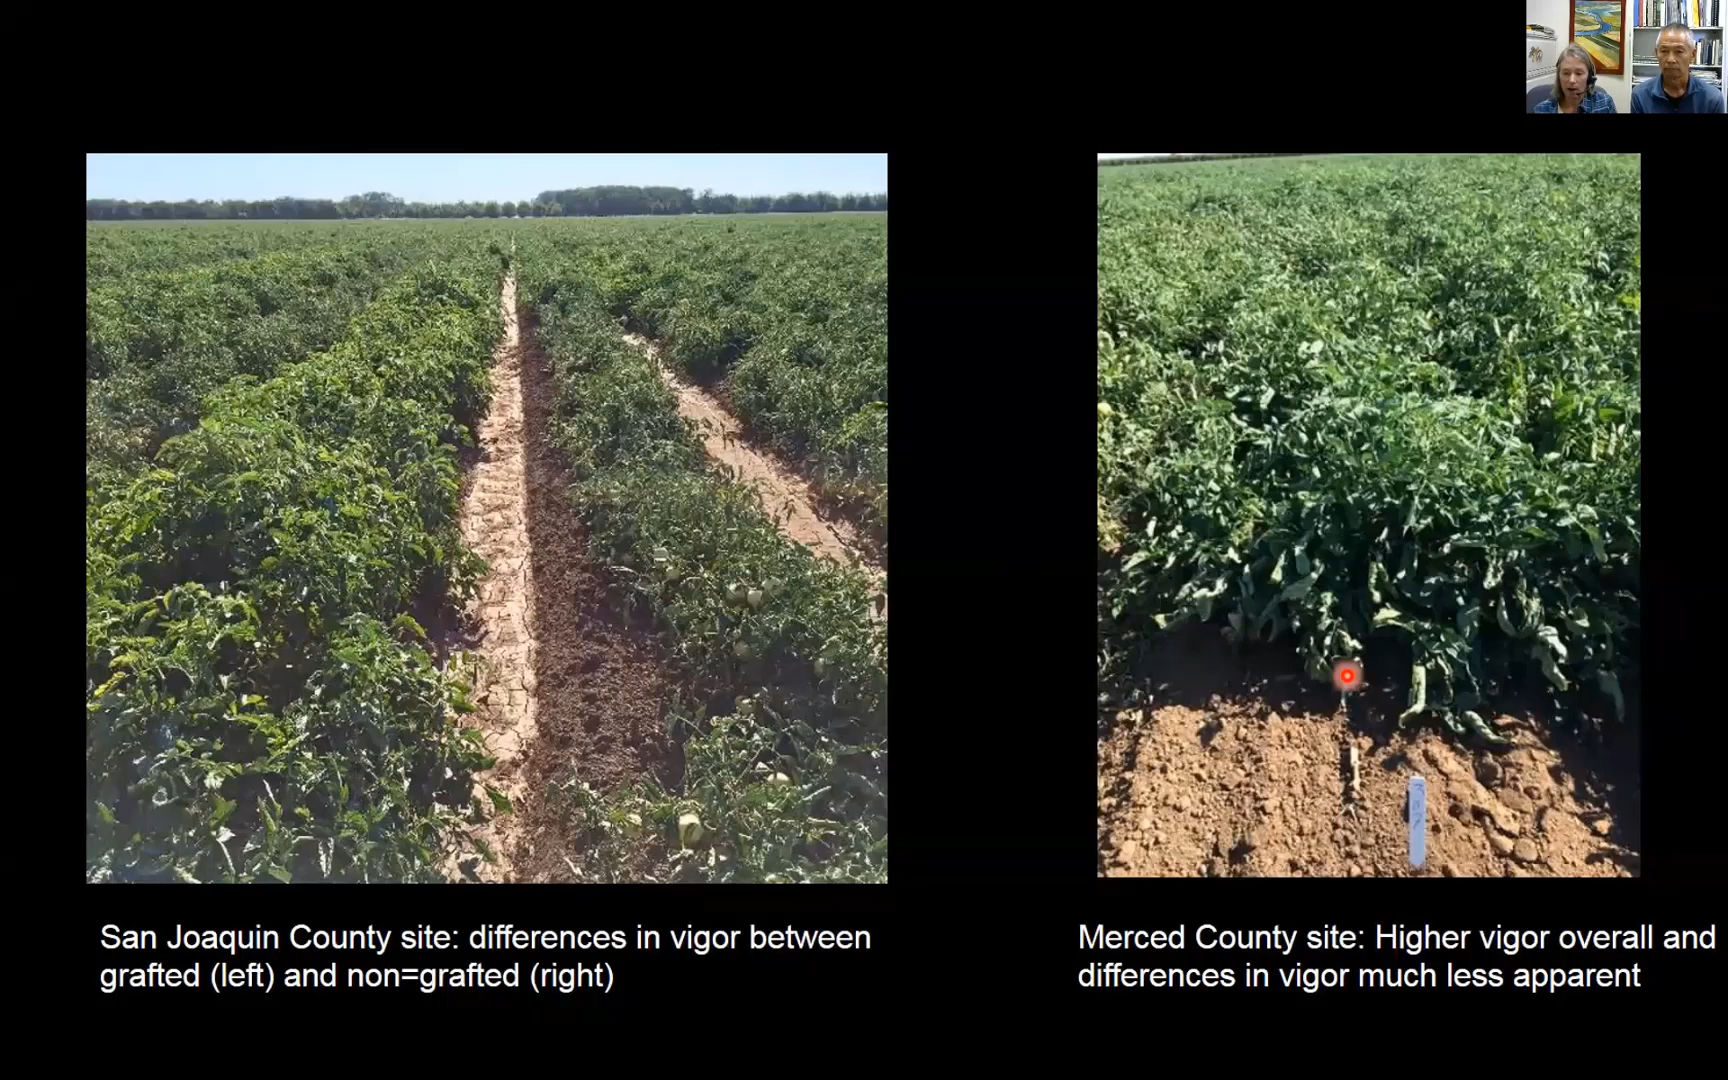 San Joaquin County site: differences in vigor between
grafted (left) and non=grafted (right)
Merced County site: Higher vigor overall and
differences in vigor much less apparent